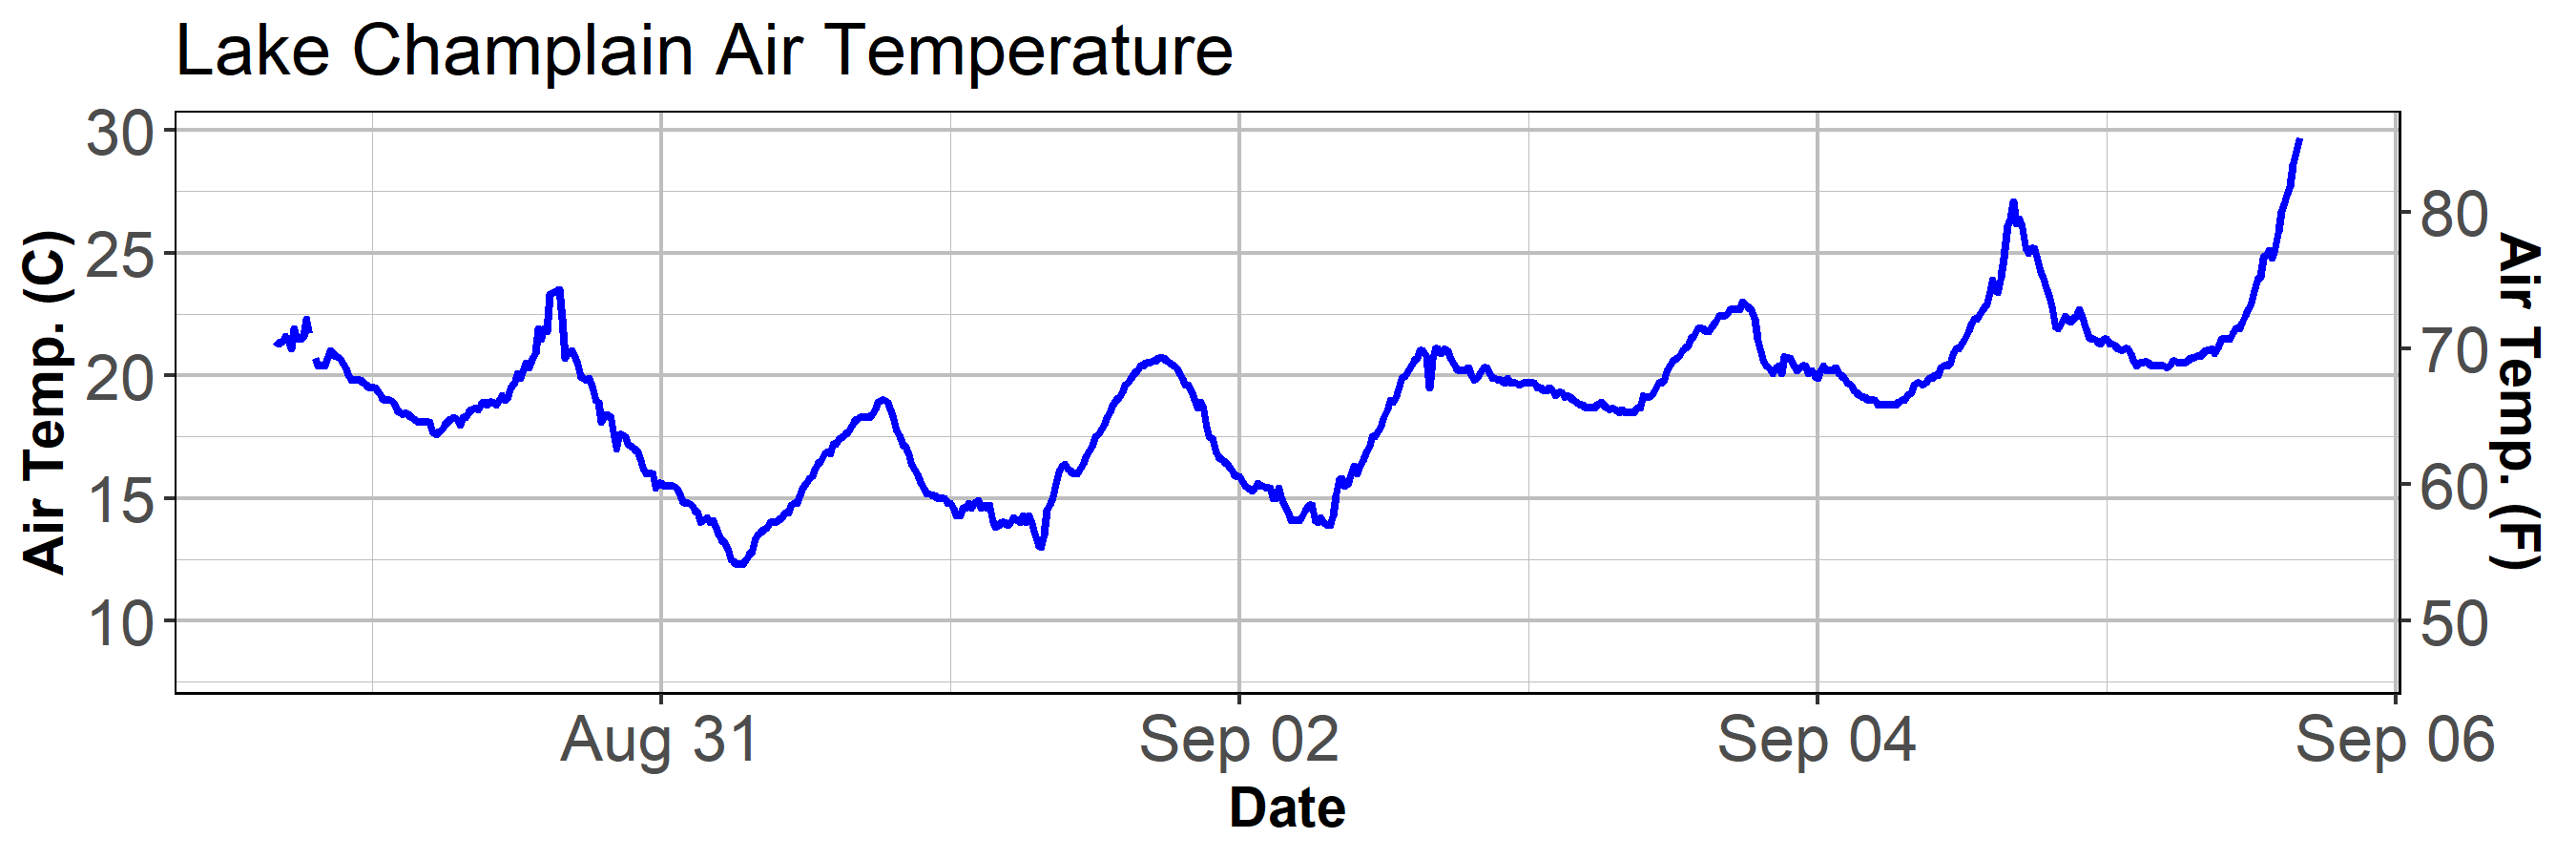 Lake Champlain Air Temperature
Air Temp. (C)
30
25
20
15
10
80
70
60
50
Air Temp. (F)
Aug 31
Sep 02
Sep 04
Sep 06
Date